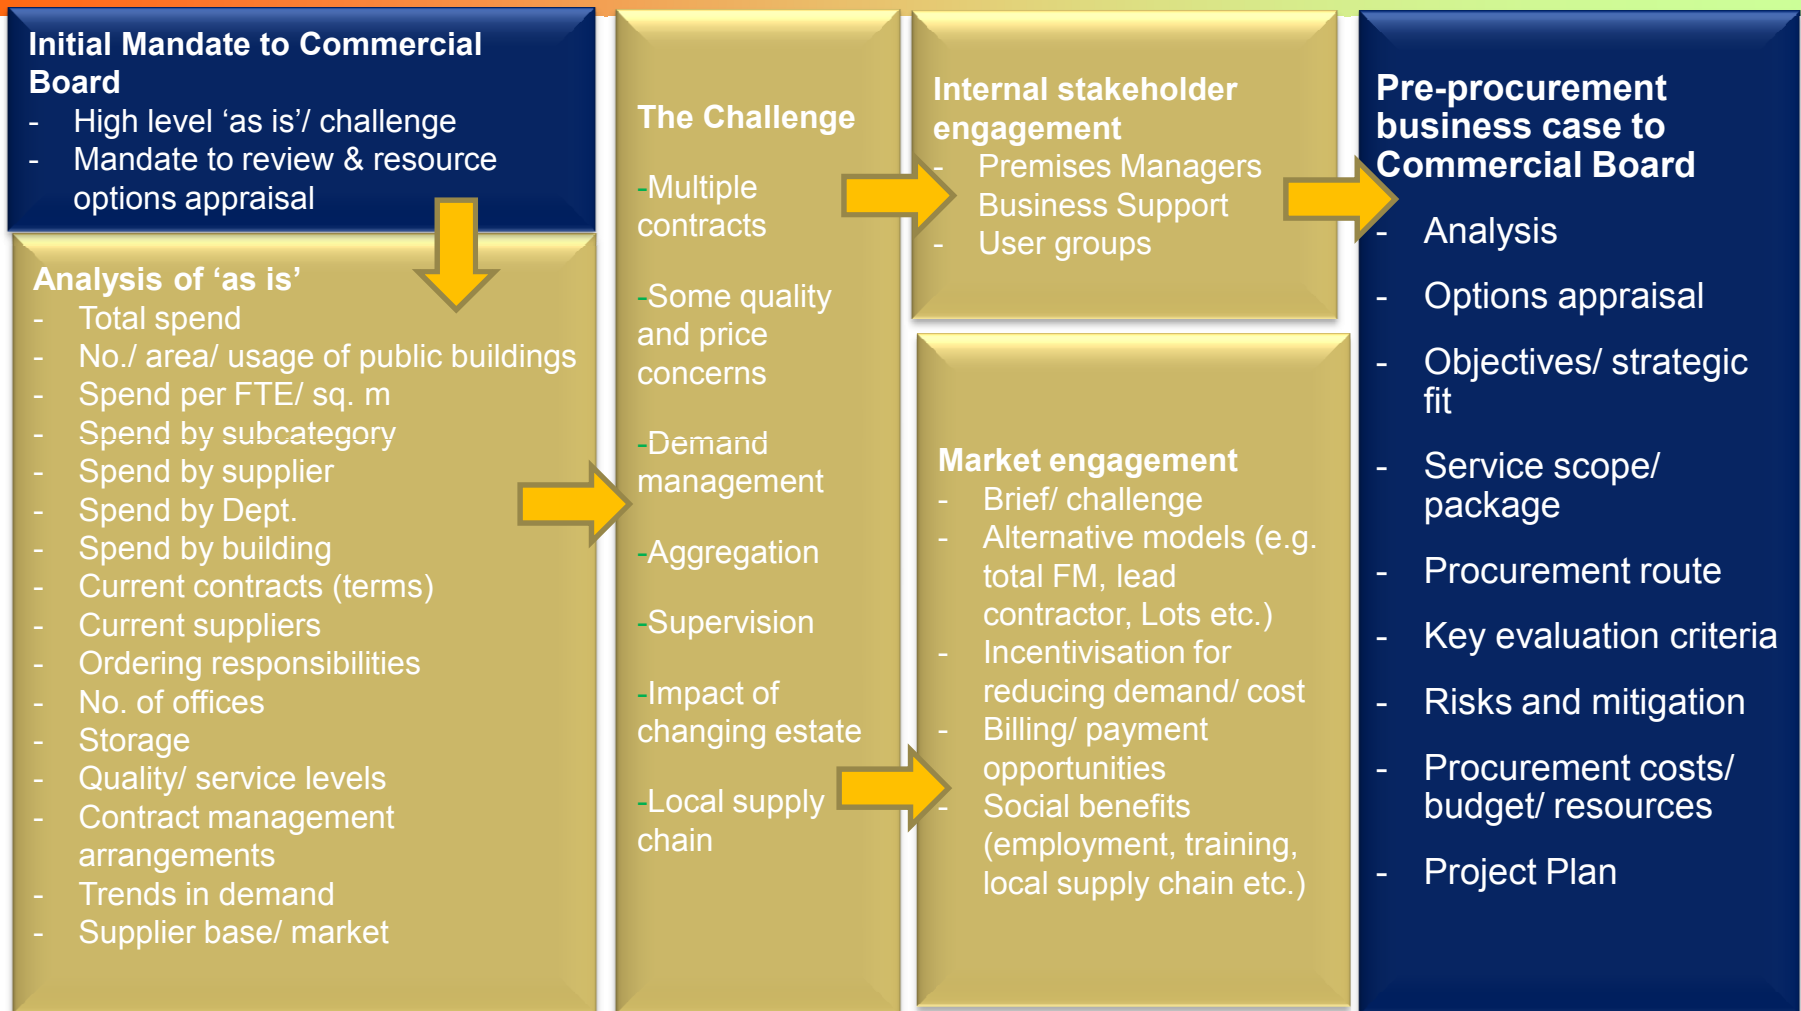 Initial Mandate to Commercial
Board
- High level ‘as is’/ challenge
- Mandate to review & resource
options appraisal
Analysis of ‘as is’
- Total spend
- No./ area/ usage of public buildings
- Spend per FTE/ sq. m
- Spend by subcategory
- Spend by supplier
- Spend by Dept.
- Spend by building
- Current contracts (terms)
- Current suppliers
- Ordering responsibilities
- No. of offices
- Storage
- Quality/ service levels
- Contract management
arrangements
- Trends in demand
- Supplier base/ market
The Challenge
-Multiple
contracts
-Some quality
and price
concerns
-Demand
management
-Aggregation
-Supervision
-Impact of
changing estate
-Local supply
chain
Internal stakeholder
engagement
- Premises Managers
Business Support
- User groups
Market engagement
- Brief/ challenge
- Alternative models (e.g.
total FM, lead
contractor, Lots etc.)
- Incentivisation for
reducing demand/ cost
- Billing/ payment
opportunities
- Social benefits
(employment, training,
local supply chain etc.)
Pre-procurement
business case to
Commercial Board
- Analysis
- Options appraisal
- Objectives/ strategic
fit
- Service scope/
package
- Procurement route
- Key evaluation criteria
- Risks and mitigation
- Procurement costs/
budget/ resources
- Project Plan